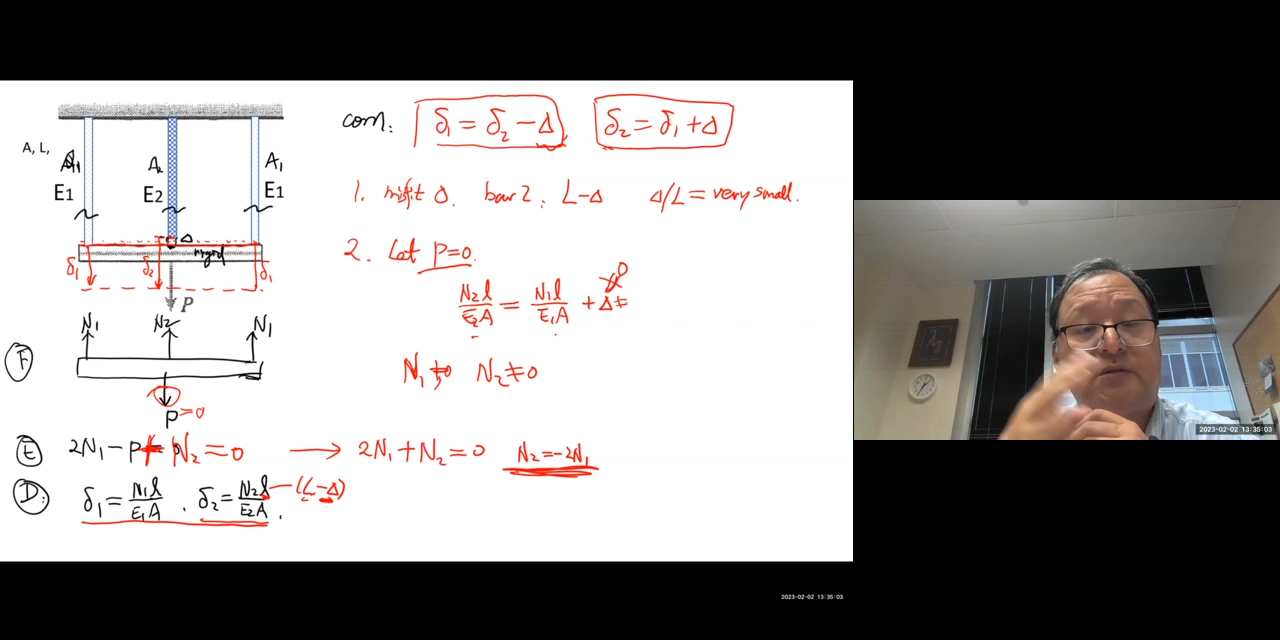 com: δ₁ = δ₂ − Δ δ₂ = δ₁ + Δ
A, L,
A₁ A₂ A₁
E1 E2 E1
1. misfit Δ. bar 2: L−Δ Δ/L = very small.
Δ
rigid
δ₁ δ₂ δ₁
P
2. Let P=0.
N₂l/E₂A = N₁l/E₁A + Δ≠0
N₁ N₂ N₁
F
N₁≠0 N₂≠0
P=0
E 2N₁ − P + N₂ = 0 → 2N₁ + N₂ = 0 N₂ = −2N₁
D: δ₁ = N₁l/E₁A . δ₂ = N₂l/E₂A . (L−Δ)
2023-02-02 13:35:03
2023-02-02 13:35:03